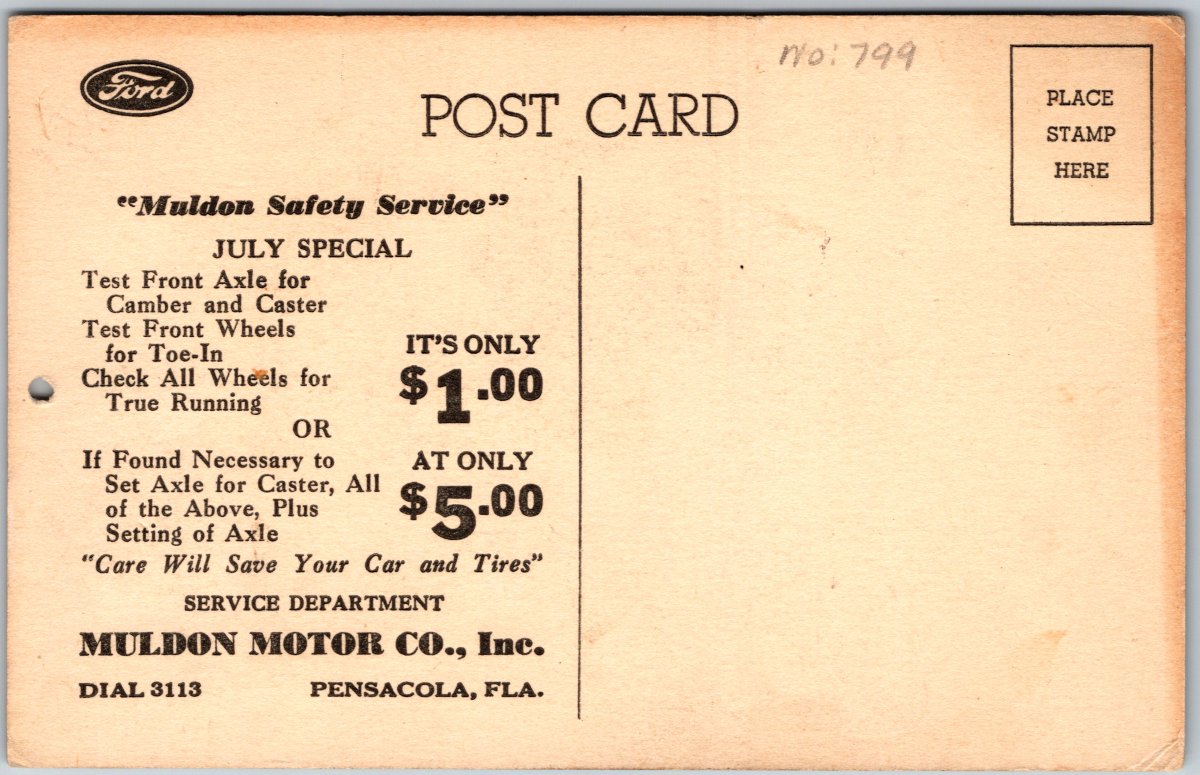 No: 799
Ford
POST CARD
PLACE
STAMP
HERE
"Muldon Safety Service"
JULY SPECIAL
Test Front Axle for
Camber and Caster
Test Front Wheels
for Toe-In
Check All Wheels for
True Running
IT'S ONLY
$1.00
OR
If Found Necessary to
Set Axle for Caster, All
of the Above, Plus
Setting of Axle
AT ONLY
$5.00
"Care Will Save Your Car and Tires"
SERVICE DEPARTMENT
MULDON MOTOR CO., Inc.
DIAL 3113 PENSACOLA, FLA.